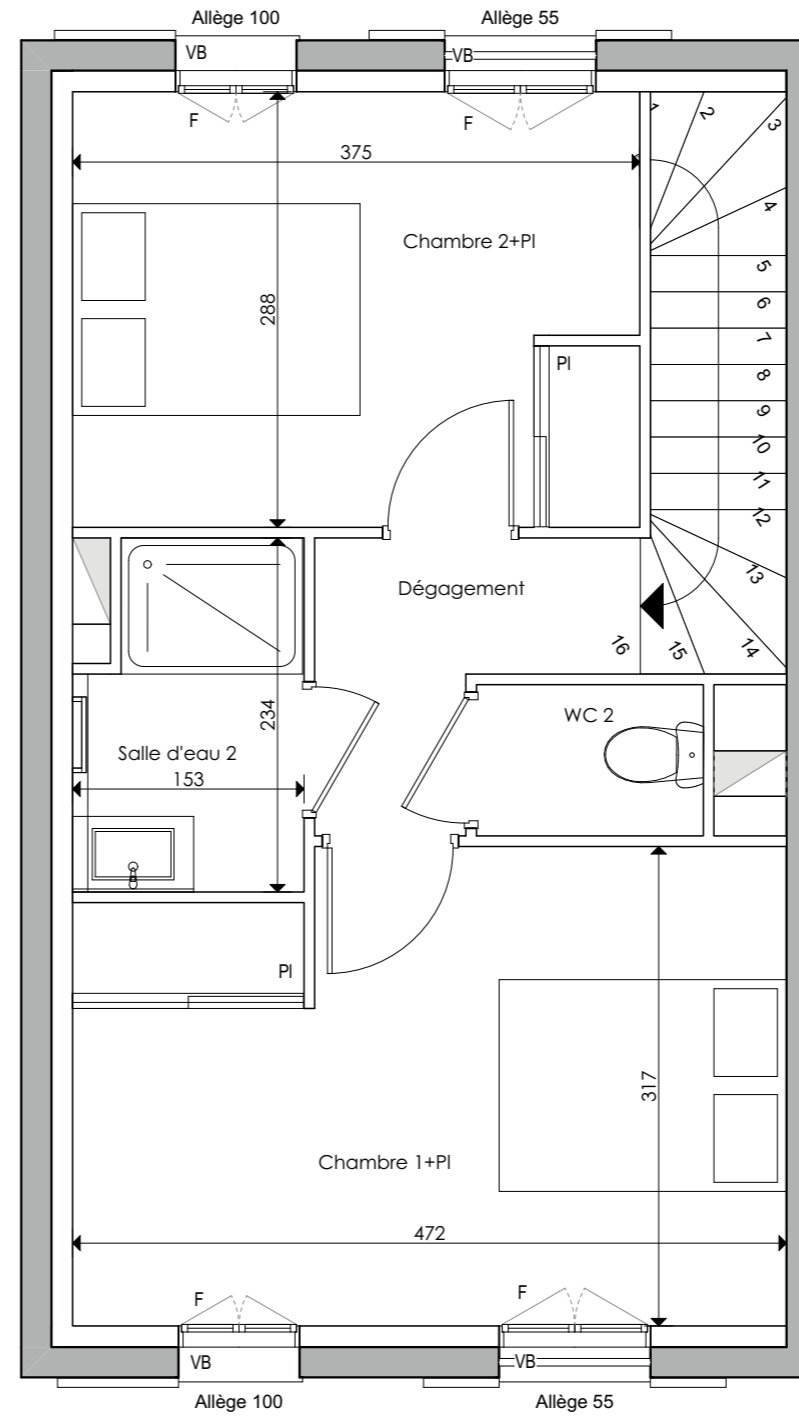 Allège 100
Allège 55
VB
VB
F
F
1
2
3
4
5
6
7
8
9
10
11
12
13
14
15
16
375
Chambre 2+Pl
288
Pl
Dégagement
WC 2
234
Salle d'eau 2
153
Pl
317
Chambre 1+Pl
472
F
F
VB
VB
Allège 100
Allège 55